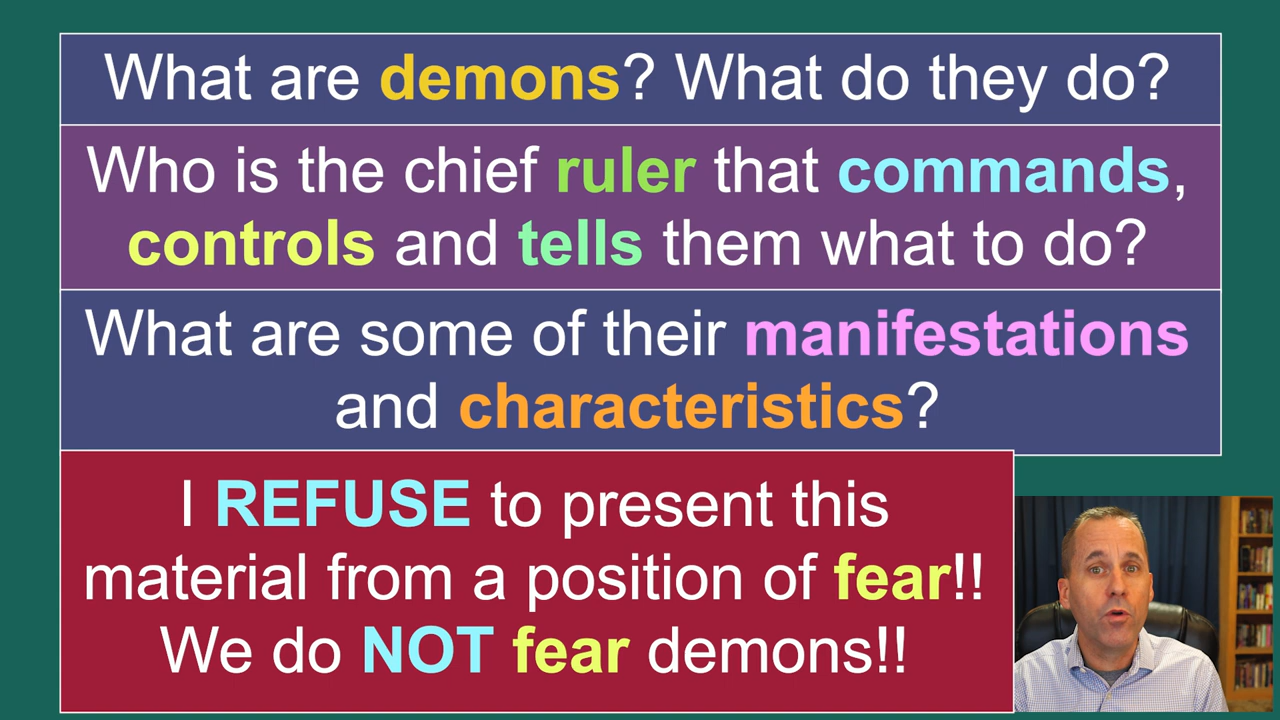 What are demons? What do they do?
Who is the chief ruler that commands,
controls and tells them what to do?
What are some of their manifestations
and characteristics?
I REFUSE to present this
material from a position of fear!!
We do NOT fear demons!!